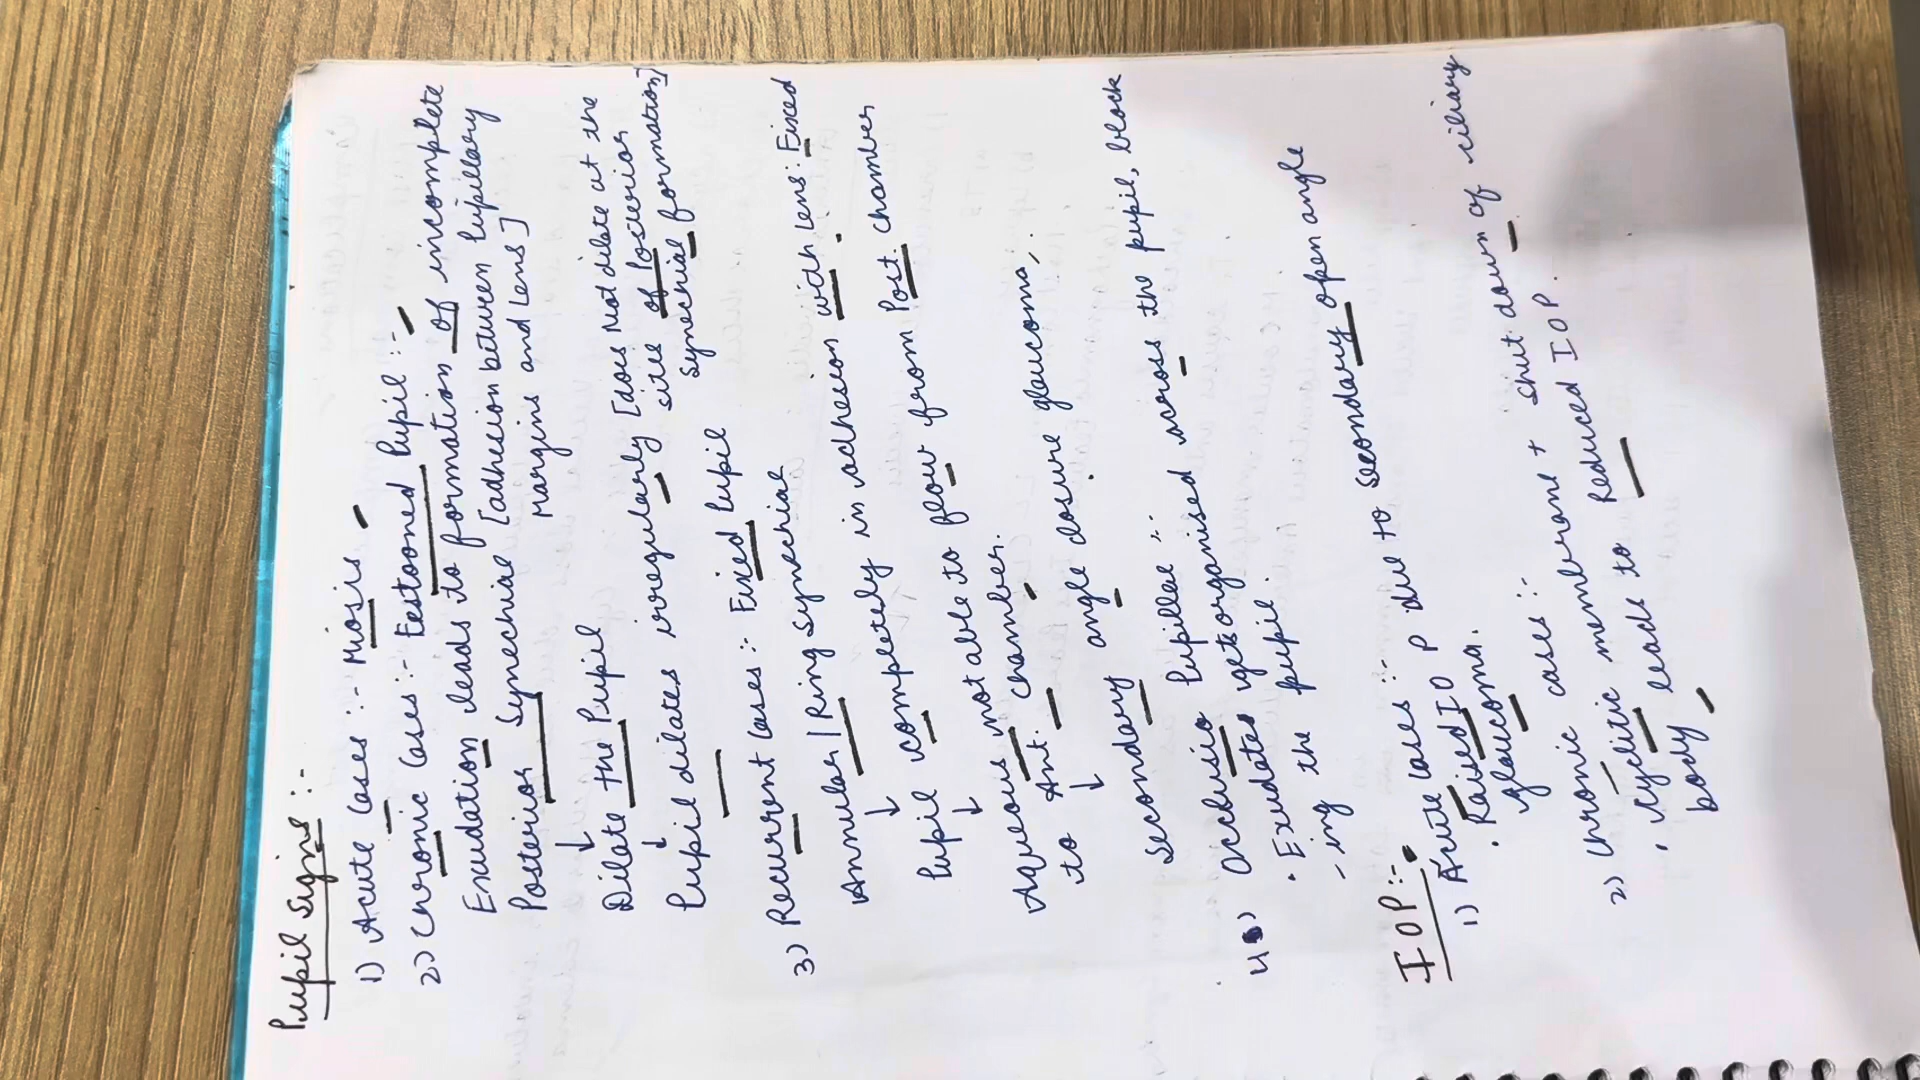 Pupil Signs :-
1) Acute Cases :- Miosis
2) Chronic Cases :- Festooned Pupil :-
Exudation leads to formation of incomplete
Posterior Synechiae [adhesion between Pupillary
Margins and Lens]
↓
Dilate the Pupil
↓
Pupil dilates irregularly [does Not dilate at the
site of Posterior
Synechiae formation]
3) Recurrent Cases :- Fixed Pupil
Annular / Ring Synechiae
↓
Pupil completely in adhesion with Lens : Fixed
↓
Aqueous not able to flow from Post. Chamber
to Ant. Chamber.
↓
Secondary angle closure glaucoma,
4) Occlusio Pupillae :-
• Exudates gets organised across the pupil, block
-ing the pupil
IOP :-
1) Acute Cases :-
• Raised IO P due to Secondary open angle
glaucoma.
2) Chronic cases :-
• Cyclitic membrane + shut down of ciliary
body leads to Reduced IOP.